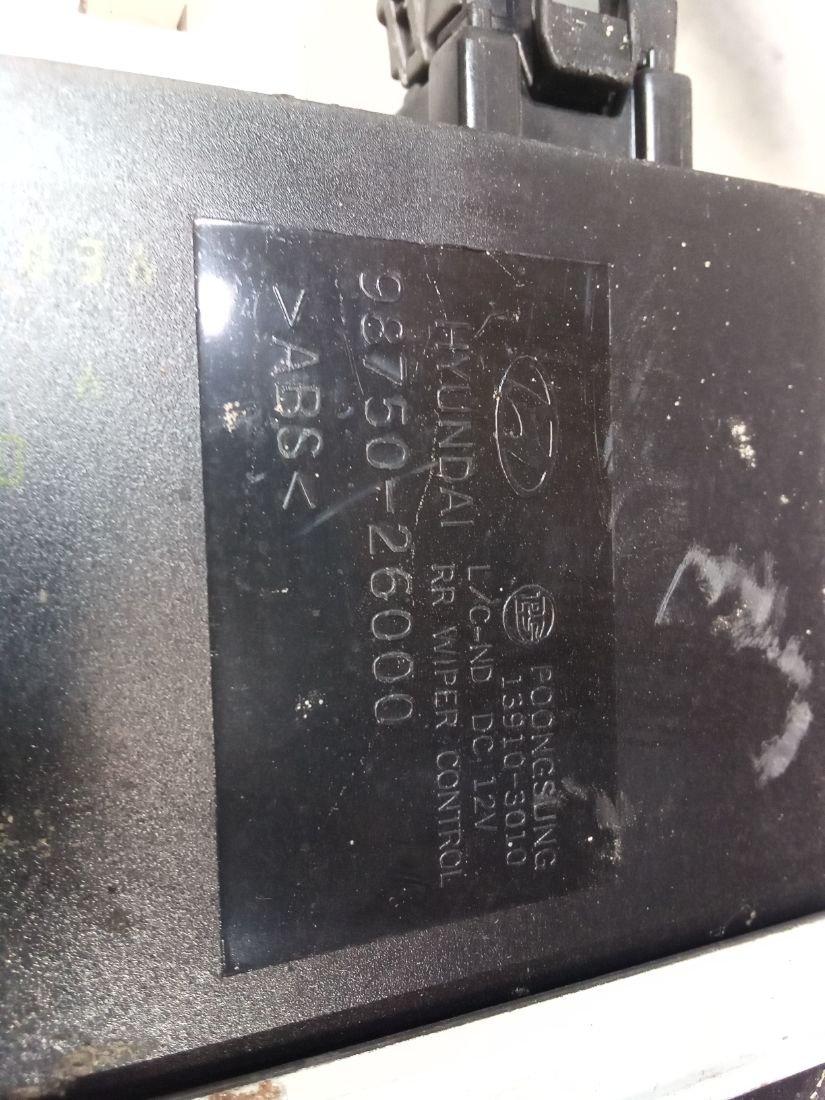 POONGSUNG
13910-3010
L/C-ND DC 12V
HYUNDAI RR WIPER CONTROL
98750-26000
>ABS<